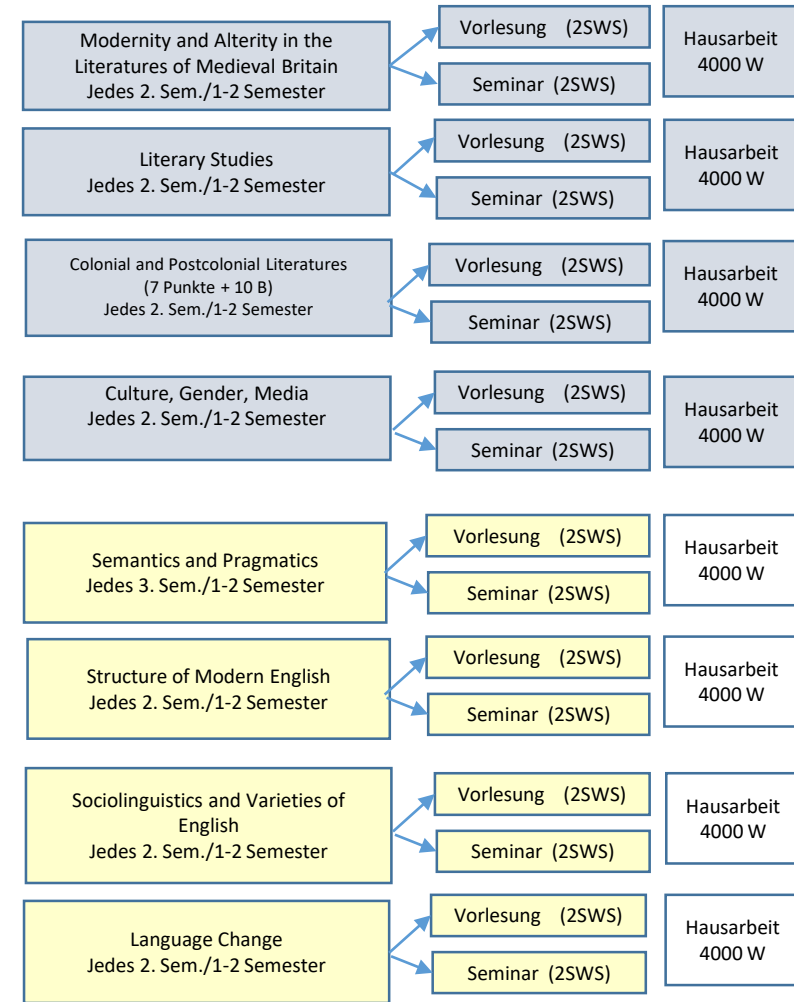 Modernity and Alterity in the
Literatures of Medieval Britain
Jedes 2. Sem./1-2 Semester
Vorlesung (2SWS)
Seminar (2SWS)
Hausarbeit
4000 W
Literary Studies
Jedes 2. Sem./1-2 Semester
Vorlesung (2SWS)
Seminar (2SWS)
Hausarbeit
4000 W
Colonial and Postcolonial Literatures
(7 Punkte + 10 B)
Jedes 2. Sem./1-2 Semester
Vorlesung (2SWS)
Seminar (2SWS)
Hausarbeit
4000 W
Culture, Gender, Media
Jedes 2. Sem./1-2 Semester
Vorlesung (2SWS)
Seminar (2SWS)
Hausarbeit
4000 W
Semantics and Pragmatics
Jedes 3. Sem./1-2 Semester
Vorlesung (2SWS)
Seminar (2SWS)
Hausarbeit
4000 W
Structure of Modern English
Jedes 2. Sem./1-2 Semester
Vorlesung (2SWS)
Seminar (2SWS)
Hausarbeit
4000 W
Sociolinguistics and Varieties of
English
Jedes 2. Sem./1-2 Semester
Vorlesung (2SWS)
Seminar (2SWS)
Hausarbeit
4000 W
Language Change
Jedes 2. Sem./1-2 Semester
Vorlesung (2SWS)
Seminar (2SWS)
Hausarbeit
4000 W